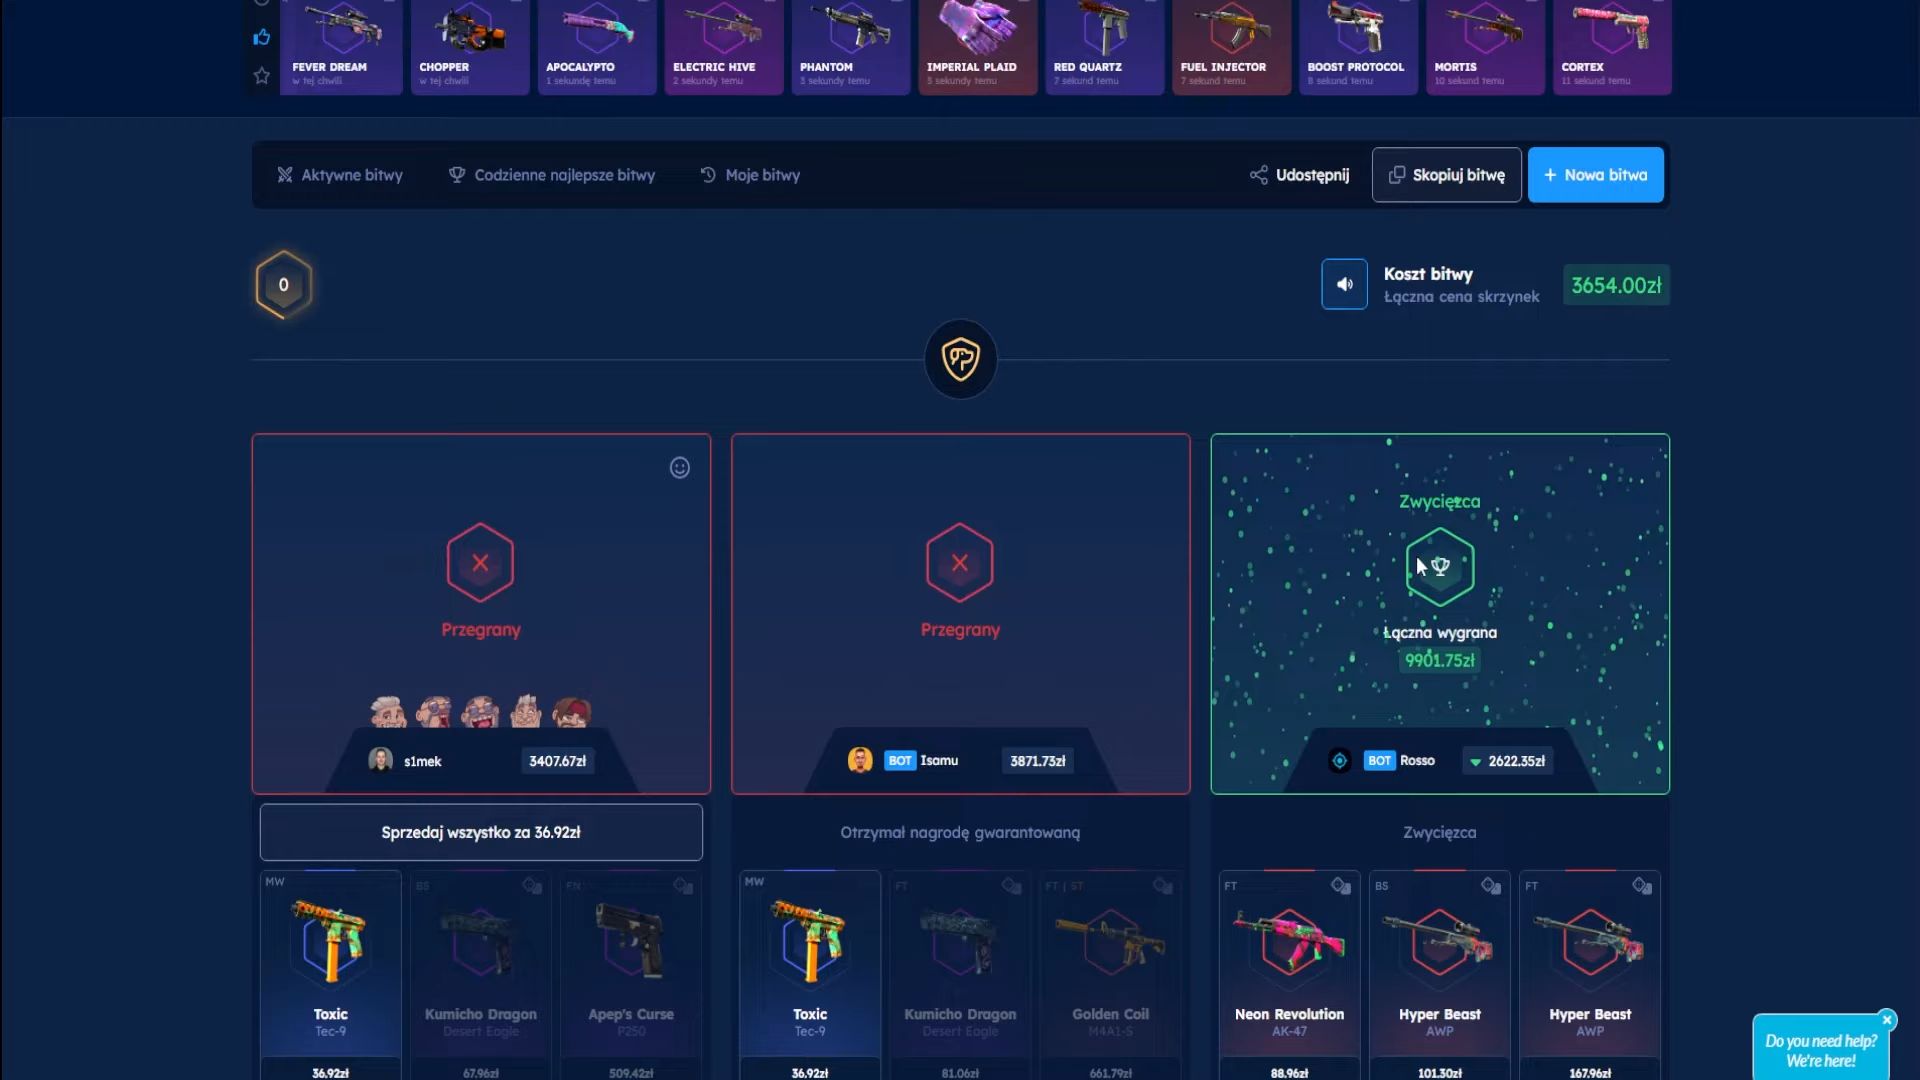 FEVER DREAM
w tej chwili
CHOPPER
w tej chwili
APOCALYPTO
1 sekundę temu
ELECTRIC HIVE
2 sekundy temu
PHANTOM
3 sekundy temu
IMPERIAL PLAID
5 sekundy temu
RED QUARTZ
7 sekund temu
FUEL INJECTOR
7 sekund temu
BOOST PROTOCOL
8 sekund temu
MORTIS
10 sekund temu
CORTEX
11 sekund temu
Aktywne bitwy
Codzienne najlepsze bitwy
Moje bitwy
Udostępnij
Skopiuj bitwę
+ Nowa bitwa
0
Koszt bitwy
Łączna cena skrzynek
3654.00zł
Przegrany
s1mek
3407.67zł
Przegrany
BOT Isamu
3871.73zł
Zwycięzca
Łączna wygrana
9901.75zł
BOT Rosso
2622.35zł
Sprzedaj wszystko za 36.92zł
Otrzymał nagrodę gwarantowaną
Zwycięzca
MW
Toxic
Tec-9
36.92zł
BS
Kumicho Dragon
Desert Eagle
67.96zł
FN
Apep's Curse
P250
509.42zł
MW
Toxic
Tec-9
36.92zł
FT
Kumicho Dragon
Desert Eagle
81.06zł
FT | ST
Golden Coil
M4A1-S
661.79zł
FT
Neon Revolution
AK-47
88.96zł
BS
Hyper Beast
AWP
101.30zł
FT
Hyper Beast
AWP
167.96zł
Do you need help?
We're here!